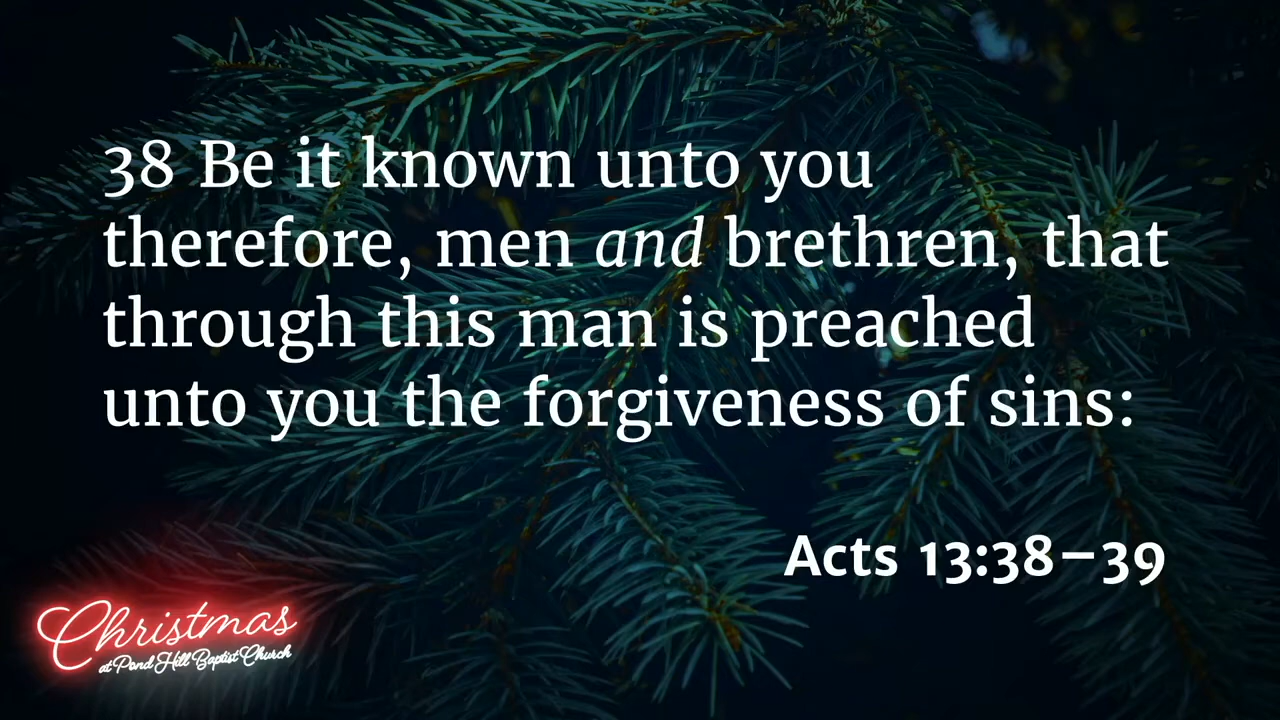 38 Be it known unto you
therefore, men and brethren, that
through this man is preached
unto you the forgiveness of sins:
Acts 13:38–39
Christmas
at Pond Hill Baptist Church